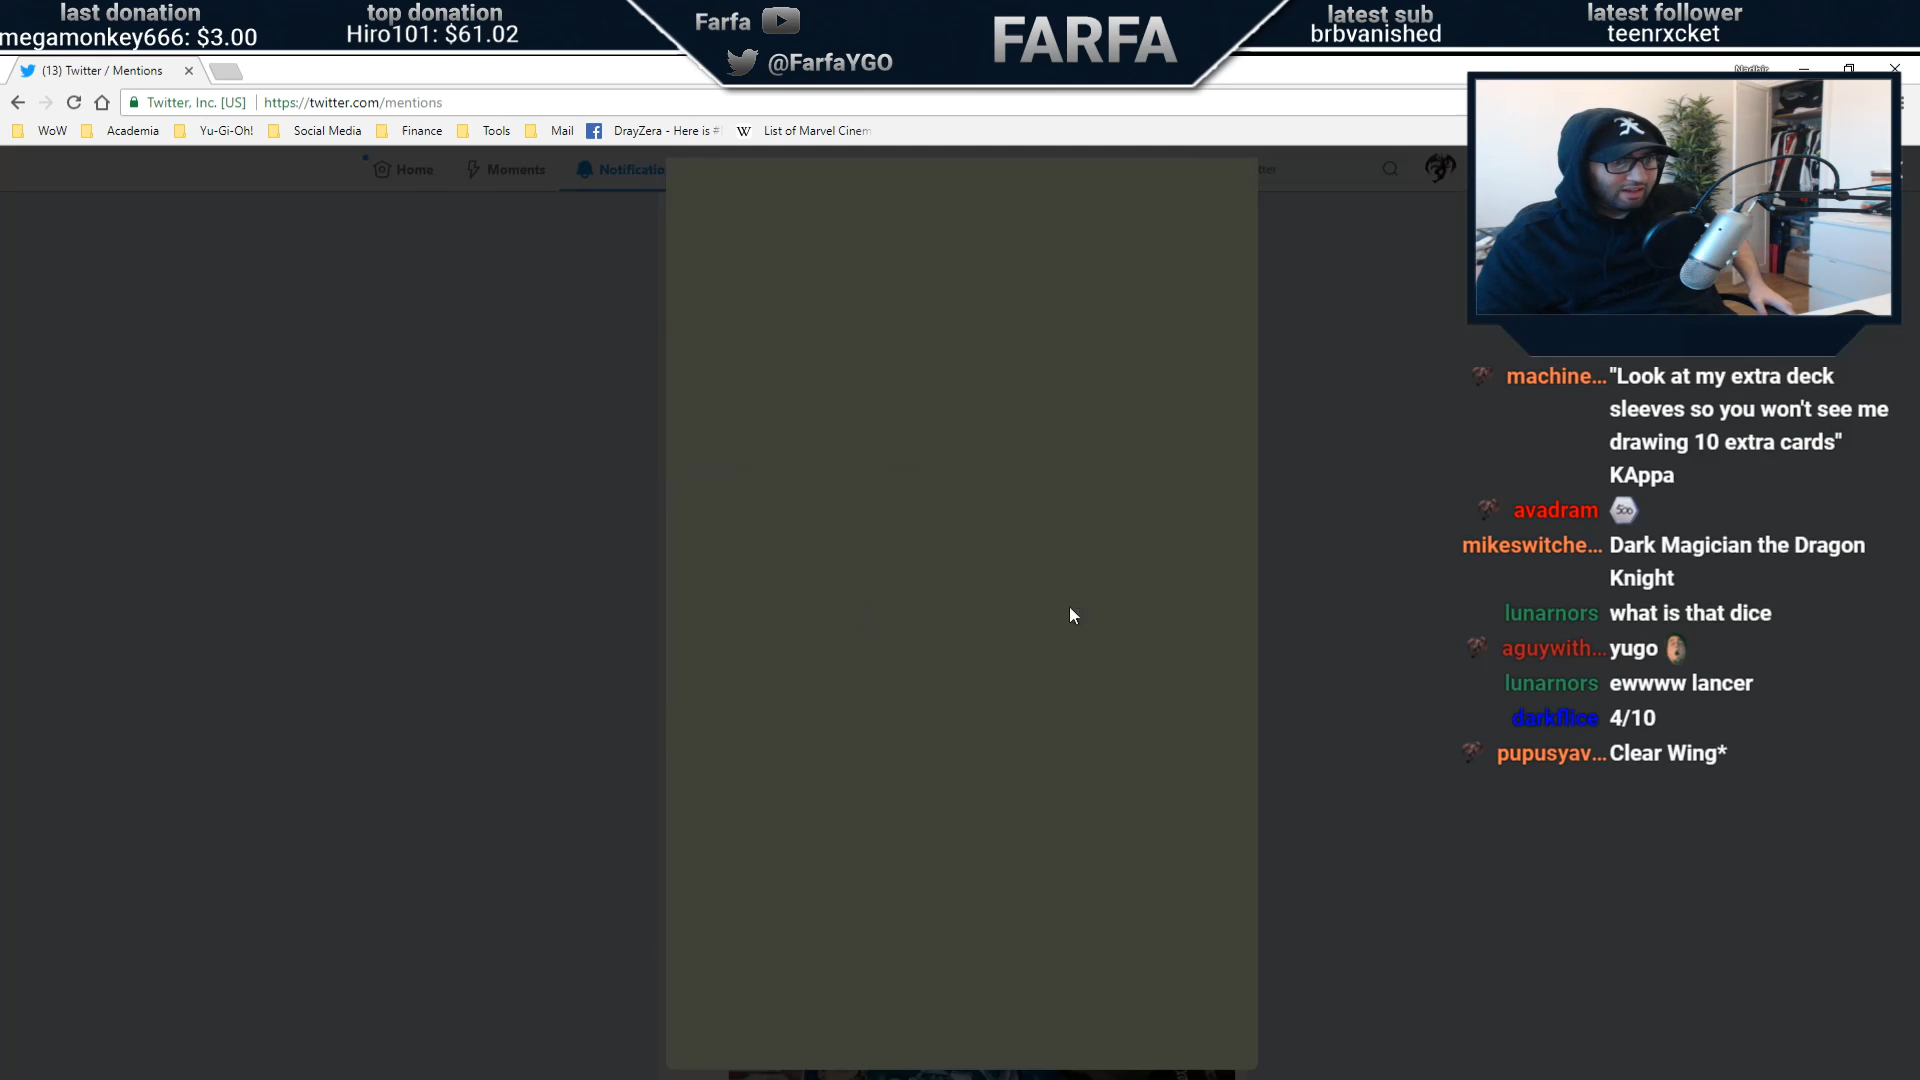 last donation
megamonkey666: $3.00
top donation
Hiro101: $61.02
Farfa
@FarfaYGO
FARFA
latest sub
brbvanished
latest follower
teenrxcket
(13) Twitter / Mentions
Nadhir
Twitter, Inc. [US]
https://twitter.com/mentions
WoW
Academia
Yu-Gi-Oh!
Social Media
Finance
Tools
Mail
DrayZera - Here is #
List of Marvel Cinem
Home
Moments
Notificatio
tter
machine... "Look at my extra deck
sleeves so you won't see me
drawing 10 extra cards"
KAppa
avadram 500
mikeswitche... Dark Magician the Dragon
Knight
lunarnors what is that dice
aguywith... yugo
lunarnors ewwww lancer
darkflice 4/10
pupusyav... Clear Wing*